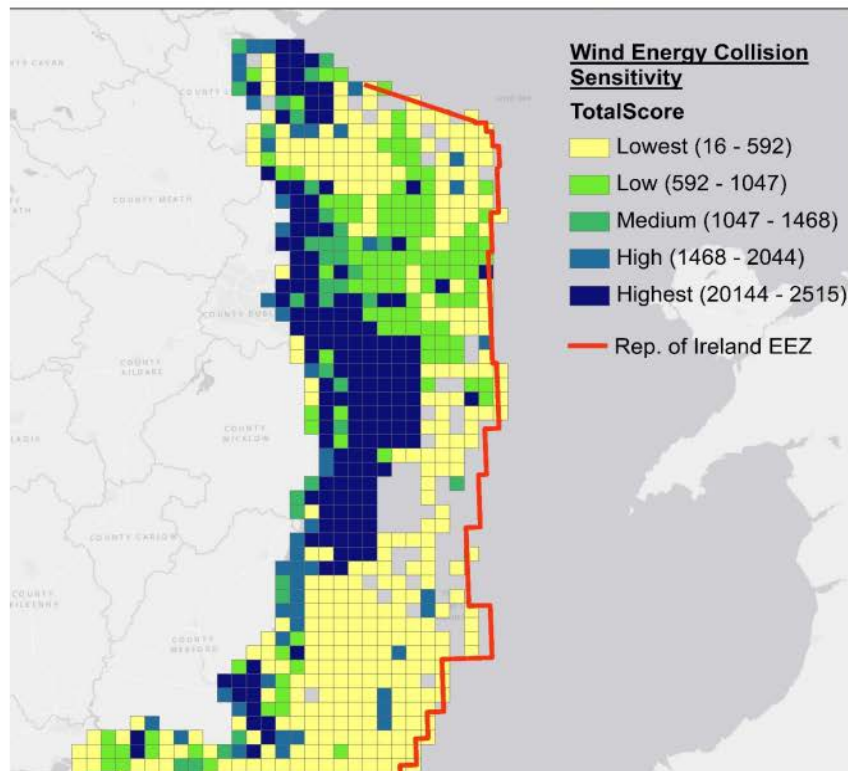 Wind Energy Collision
Sensitivity
TotalScore
Lowest (16 - 592)
Low (592 - 1047)
Medium (1047 - 1468)
High (1468 - 2044)
Highest (20144 - 2515)
Rep. of Ireland EEZ
COUNTY
COUNTY MEATH
COUNTY
COUNTY
KILDARE
COUNTY
WICKLOW
COUNTY CARLOW
COUNTY
WEXFORD